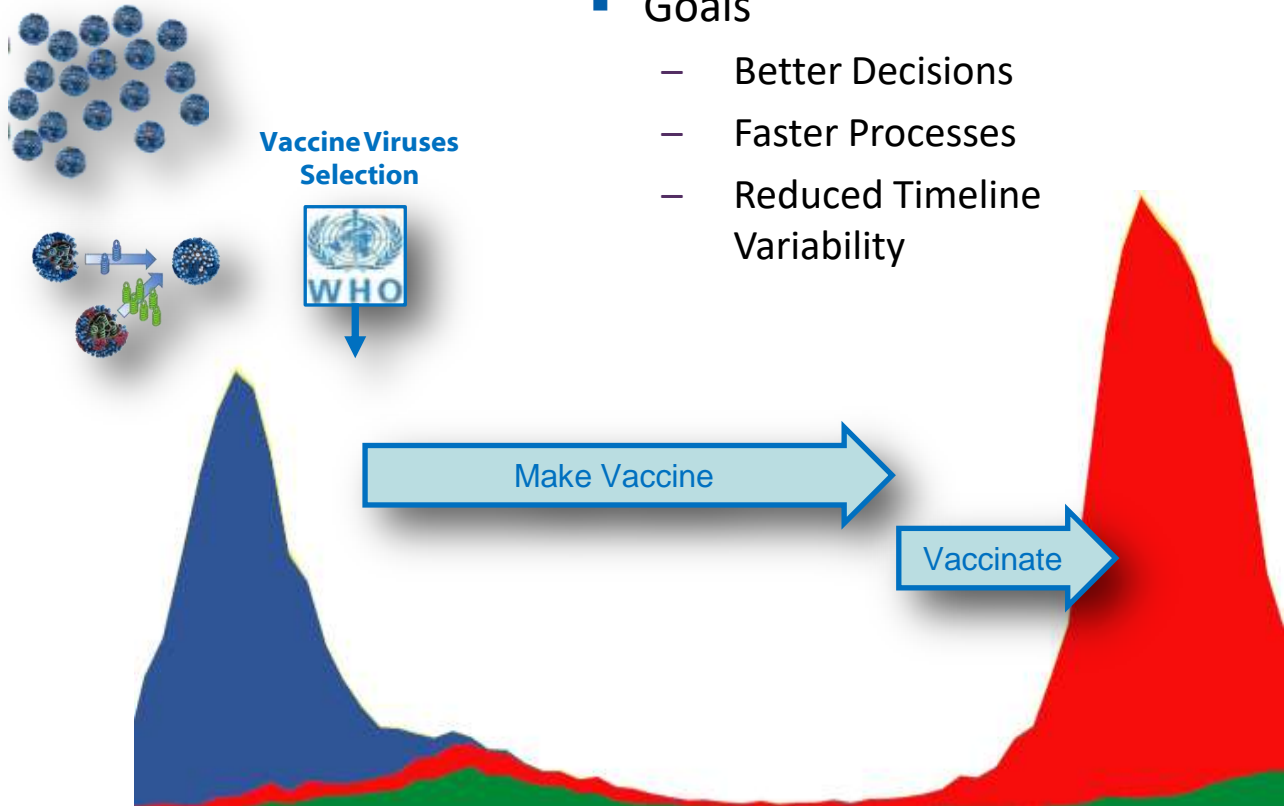 Goals
– Better Decisions
– Faster Processes
– Reduced Timeline
Variability
Vaccine Viruses
Selection
WHO
Make Vaccine
Vaccinate